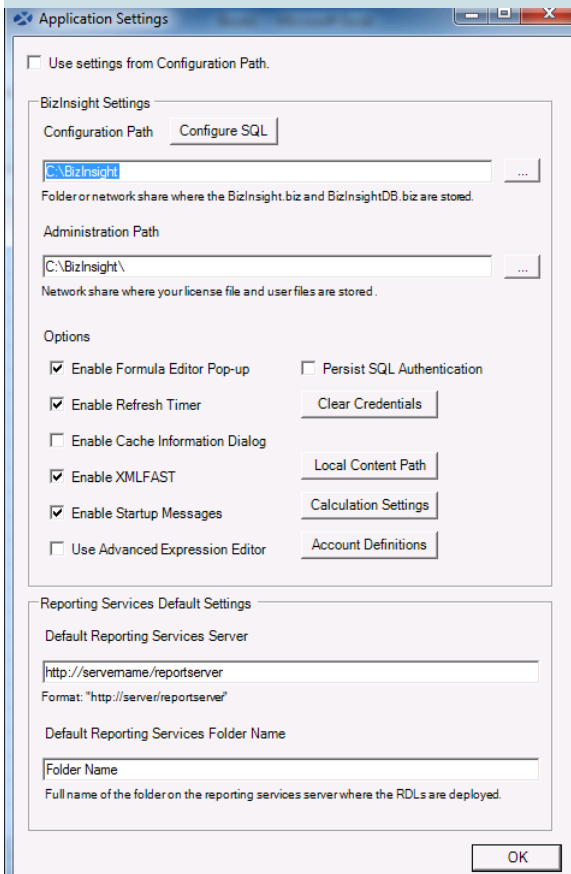 Application Settings
Use settings from Configuration Path.
BizInsight Settings
Configuration Path
Configure SQL
C:\BizInsight
...
Folder or network share where the BizInsight.biz and BizInsightDB.biz are stored.
Administration Path
C:\BizInsight\
...
Network share where your license file and user files are stored .
Options
Enable Formula Editor Pop-up
Persist SQL Authentication
Enable Refresh Timer
Clear Credentials
Enable Cache Information Dialog
Local Content Path
Enable XMLFAST
Calculation Settings
Enable Startup Messages
Account Definitions
Use Advanced Expression Editor
Reporting Services Default Settings
Default Reporting Services Server
http://servername/reportserver
Format: "http://server/reportserver"
Default Reporting Services Folder Name
Folder Name
Full name of the folder on the reporting services server where the RDLs are deployed.
OK